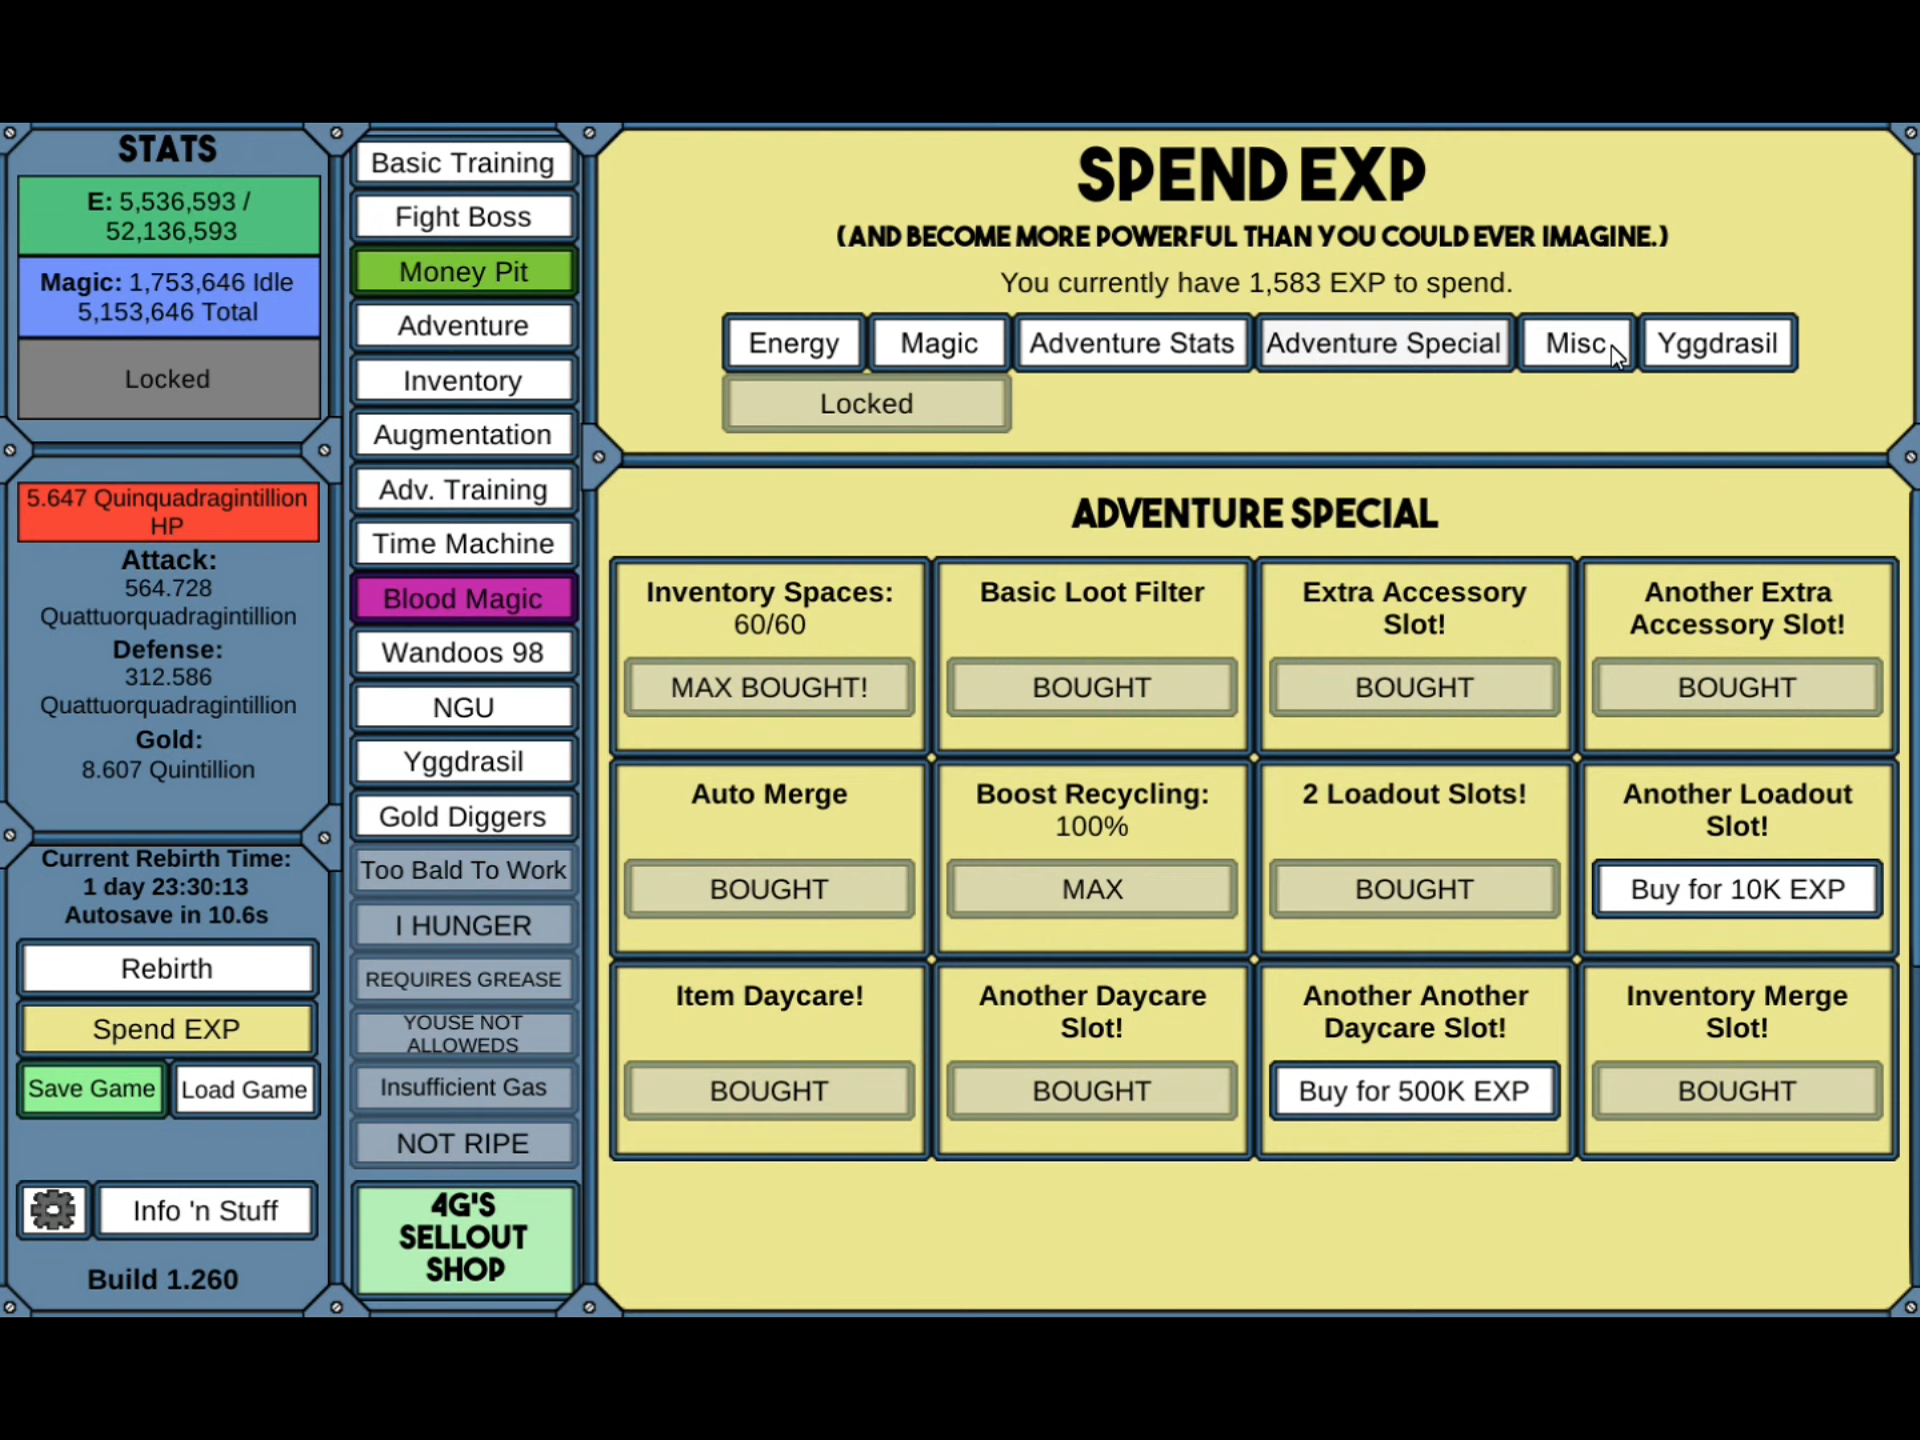 STATS
E: 5,536,593 /
52,136,593
Magic: 1,753,646 Idle
5,153,646 Total
Locked
5.647 Quinquadragintillion
HP
Attack:
564.728
Quattuorquadragintillion
Defense:
312.586
Quattuorquadragintillion
Gold:
8.607 Quintillion
Current Rebirth Time:
1 day 23:30:13
Autosave in 10.6s
Rebirth
Spend EXP
Save Game
Load Game
Info 'n Stuff
Build 1.260
Basic Training
Fight Boss
Money Pit
Adventure
Inventory
Augmentation
Adv. Training
Time Machine
Blood Magic
Wandoos 98
NGU
Yggdrasil
Gold Diggers
Too Bald To Work
I HUNGER
REQUIRES GREASE
YOUSE NOT
ALLOWEDS
Insufficient Gas
NOT RIPE
4G'S
SELLOUT
SHOP
SPEND EXP
(AND BECOME MORE POWERFUL THAN YOU COULD EVER IMAGINE.)
You currently have 1,583 EXP to spend.
Energy
Magic
Adventure Stats
Adventure Special
Misc
Yggdrasil
Locked
ADVENTURE SPECIAL
Inventory Spaces:
60/60
MAX BOUGHT!
Basic Loot Filter
BOUGHT
Extra Accessory
Slot!
BOUGHT
Another Extra
Accessory Slot!
BOUGHT
Auto Merge
BOUGHT
Boost Recycling:
100%
MAX
2 Loadout Slots!
BOUGHT
Another Loadout
Slot!
Buy for 10K EXP
Item Daycare!
BOUGHT
Another Daycare
Slot!
BOUGHT
Another Another
Daycare Slot!
Buy for 500K EXP
Inventory Merge
Slot!
BOUGHT